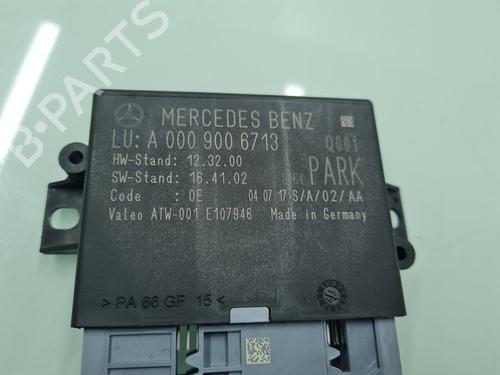 B-PARTS
MERCEDES BENZ
LU: A 000 900 6713 Q001
HW-Stand: 12.32.00 PARK
SW-Stand: 16.41.02
Code : 0E 04 07 17 S/A/02/AA
Valeo ATW-001 E107946 Made in Germany
> PA 66 GF 15 <